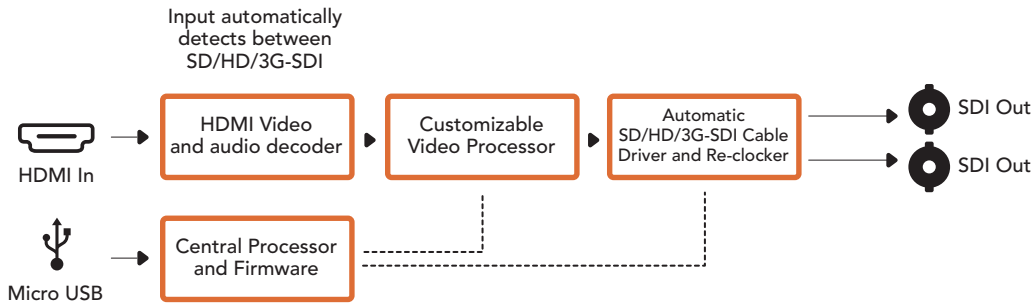 Input automatically
detects between
SD/HD/3G-SDI
HDMI In
HDMI Video
and audio decoder
Customizable
Video Processor
Automatic
SD/HD/3G-SDI Cable
Driver and Re-clocker
SDI Out
SDI Out
Micro USB
Central Processor
and Firmware